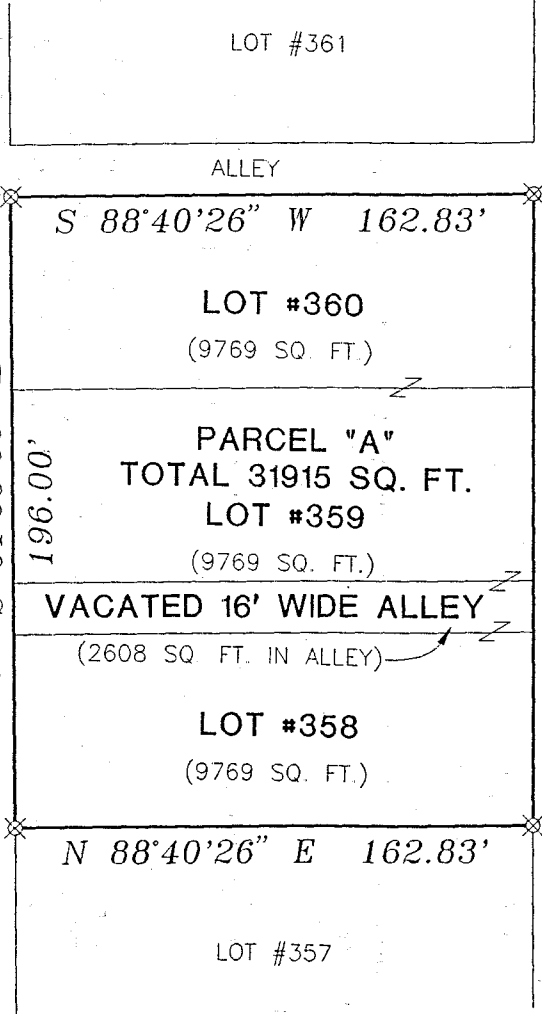 LOT #361
ALLEY
S 88°40'26" W 162.83'
LOT #360
(9769 SQ. FT.)
196.00'
PARCEL "A"
TOTAL 31915 SQ. FT.
LOT #359
(9769 SQ. FT.)
VACATED 16' WIDE ALLEY
(2608 SQ. FT. IN ALLEY)
LOT #358
(9769 SQ. FT.)
N 88°40'26" E 162.83'
LOT #357